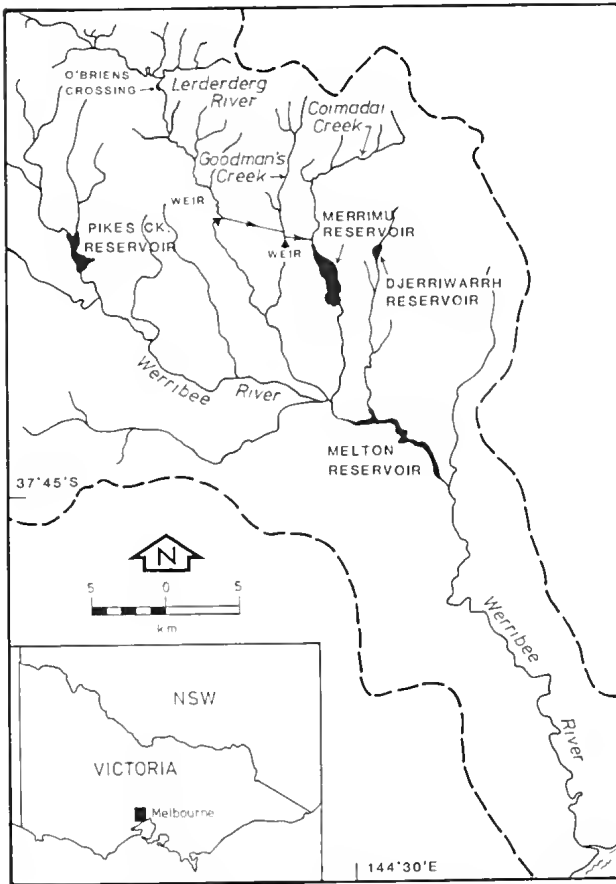 O'BRIENS
CROSSING
Lerderderg
River
Coimadai
Creek
Goodman's
Creek
WEIR
PIKES CK.
RESERVOIR
WEIR
MERRIMU
RESERVOIR
DJERRIWARRH
RESERVOIR
Werribee River
MELTON
RESERVOIR
37°45'S
N
5 0 5
km
Werribee
River
NSW
VICTORIA
Melbourne
144°30'E